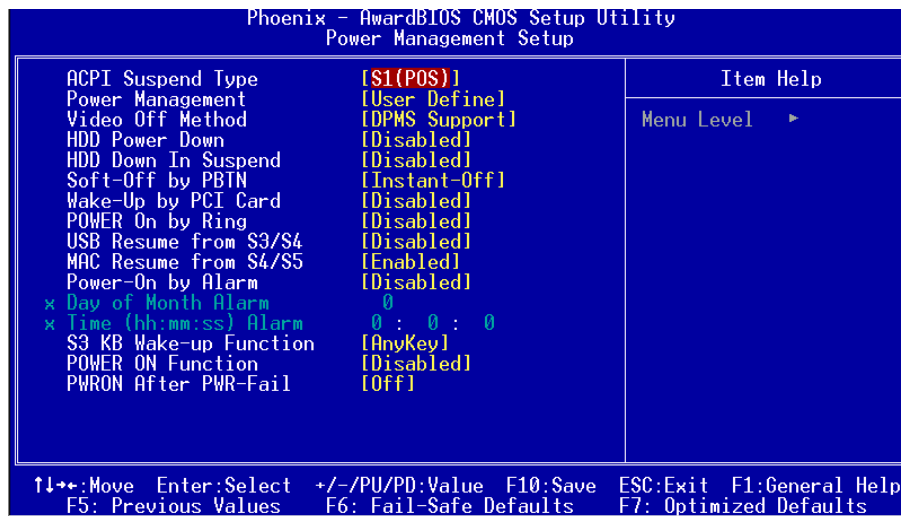 Phoenix - AwardBIOS CMOS Setup Utility
Power Management Setup
ACPI Suspend Type [S1(POS)]
Power Management [User Define]
Video Off Method [DPMS Support]
HDD Power Down [Disabled]
HDD Down In Suspend [Disabled]
Soft-Off by PBTN [Instant-Off]
Wake-Up by PCI Card [Disabled]
POWER On by Ring [Disabled]
USB Resume from S3/S4 [Disabled]
MAC Resume from S4/S5 [Enabled]
Power-On by Alarm [Disabled]
x Day of Month Alarm 0
x Time (hh:mm:ss) Alarm 0 : 0 : 0
S3 KB Wake-up Function [AnyKey]
POWER ON Function [Disabled]
PWRON After PWR-Fail [Off]
Item Help
Menu Level ►
↑↓→←:Move Enter:Select +/-/PU/PD:Value F10:Save ESC:Exit F1:General Help
F5: Previous Values F6: Fail-Safe Defaults F7: Optimized Defaults